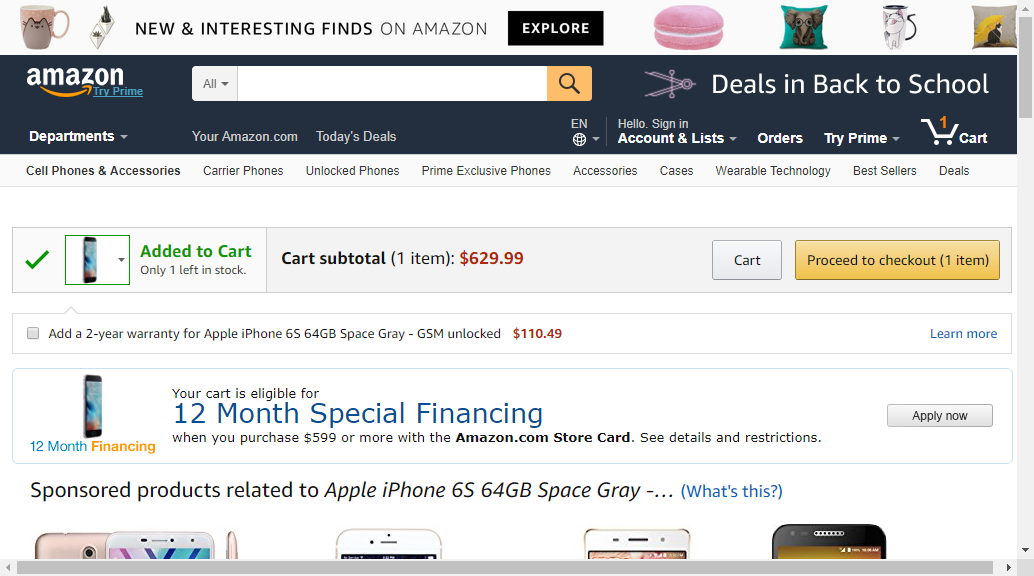 NEW & INTERESTING FINDS ON AMAZON EXPLORE
amazon
Try Prime
All
Deals in Back to School
Departments
Your Amazon.com Today's Deals
EN
Hello. Sign in
Account & Lists
Orders
Try Prime
1
Cart
Cell Phones & Accessories Carrier Phones Unlocked Phones Prime Exclusive Phones Accessories Cases Wearable Technology Best Sellers Deals
Added to Cart
Only 1 left in stock.
Cart subtotal (1 item): $629.99
Cart
Proceed to checkout (1 item)
Add a 2-year warranty for Apple iPhone 6S 64GB Space Gray - GSM unlocked $110.49 Learn more
12 Month Financing
Your cart is eligible for
12 Month Special Financing
when you purchase $599 or more with the Amazon.com Store Card. See details and restrictions.
Apply now
Sponsored products related to Apple iPhone 6S 64GB Space Gray -... (What's this?)